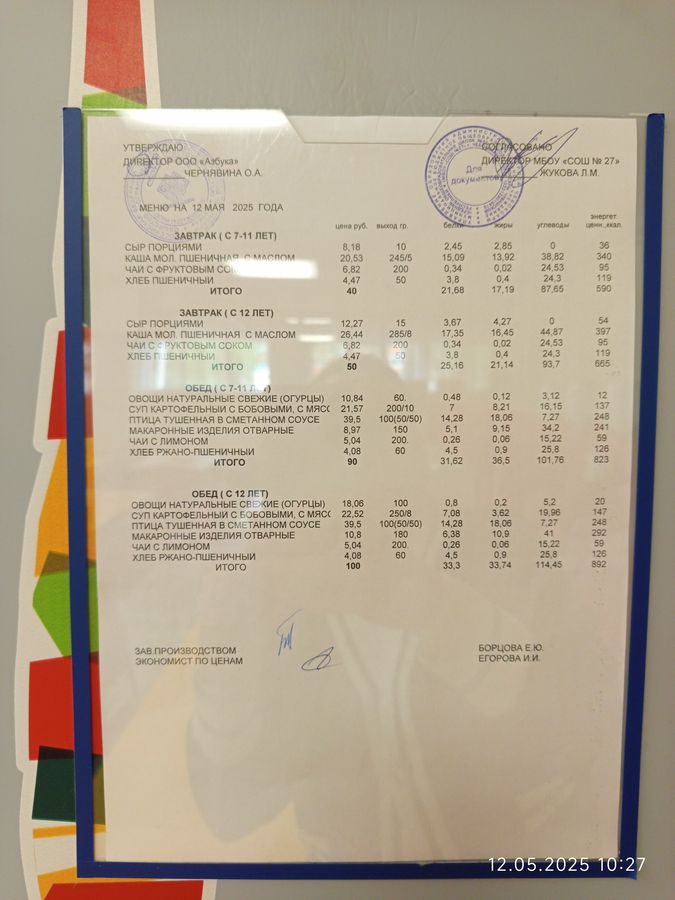 УТВЕРЖДАЮ СОГЛАСОВАНО
ДИРЕКТОР ООО «Азбука» ДИРЕКТОР МБОУ «СОШ № 27»
ЧЕРНЯВИНА О.А. ЖУКОВА Л.М.
Для документов
МЕНЮ НА 12 МАЯ 2025 ГОДА
цена руб. выход гр. белки жиры углеводы энергет. ценн.,ккал.
ЗАВТРАК ( С 7-11 ЛЕТ)
СЫР ПОРЦИЯМИ 8,18 10 2,45 2,85 0 36
КАША МОЛ. ПШЕНИЧНАЯ С МАСЛОМ 20,53 245/5 15,09 13,92 38,82 340
ЧАЙ С ФРУКТОВЫМ СОКОМ 6,82 200 0,34 0,02 24,53 95
ХЛЕБ ПШЕНИЧНЫЙ 4,47 50 3,8 0,4 24,3 119
ИТОГО 40 21,68 17,19 87,65 590
ЗАВТРАК ( С 12 ЛЕТ)
СЫР ПОРЦИЯМИ 12,27 15 3,67 4,27 0 54
КАША МОЛ. ПШЕНИЧНАЯ С МАСЛОМ 26,44 285/8 17,35 16,45 44,87 397
ЧАЙ С ФРУКТОВЫМ СОКОМ 6,82 200 0,34 0,02 24,53 95
ХЛЕБ ПШЕНИЧНЫЙ 4,47 50 3,8 0,4 24,3 119
ИТОГО 50 25,16 21,14 93,7 665
ОБЕД ( С 7-11 ЛЕТ)
ОВОЩИ НАТУРАЛЬНЫЕ СВЕЖИЕ (ОГУРЦЫ) 10,84 60. 0,48 0,12 3,12 12
СУП КАРТОФЕЛЬНЫЙ С БОБОВЫМИ, С МЯСС 21,57 200/10 7 8,21 16,15 137
ПТИЦА ТУШЕННАЯ В СМЕТАННОМ СОУСЕ 39,5 100(50/50) 14,28 18,06 7,27 248
МАКАРОННЫЕ ИЗДЕЛИЯ ОТВАРНЫЕ 8,97 150 5,1 9,15 34,2 241
ЧАЙ С ЛИМОНОМ 5,04 200. 0,26 0,06 15,22 59
ХЛЕБ РЖАНО-ПШЕНИЧНЫЙ 4,08 60 4,5 0,9 25,8 126
ИТОГО 90 31,62 36,5 101,76 823
ОБЕД ( С 12 ЛЕТ)
ОВОЩИ НАТУРАЛЬНЫЕ СВЕЖИЕ (ОГУРЦЫ) 18,06 100 0,8 0,2 5,2 20
СУП КАРТОФЕЛЬНЫЙ С БОБОВЫМИ, С МЯСС 22,52 250/8 7,08 3,62 19,96 147
ПТИЦА ТУШЕННАЯ В СМЕТАННОМ СОУСЕ 39,5 100(50/50) 14,28 18,06 7,27 248
МАКАРОННЫЕ ИЗДЕЛИЯ ОТВАРНЫЕ 10,8 180 6,38 10,9 41 292
ЧАЙ С ЛИМОНОМ 5,04 200. 0,26 0,06 15,22 59
ХЛЕБ РЖАНО-ПШЕНИЧНЫЙ 4,08 60 4,5 0,9 25,8 126
ИТОГО 100 33,3 33,74 114,45 892
ЗАВ.ПРОИЗВОДСТВОМ БОРЦОВА Е.Ю.
ЭКОНОМИСТ ПО ЦЕНАМ ЕГОРОВА И.И.
12.05.2025 10:27